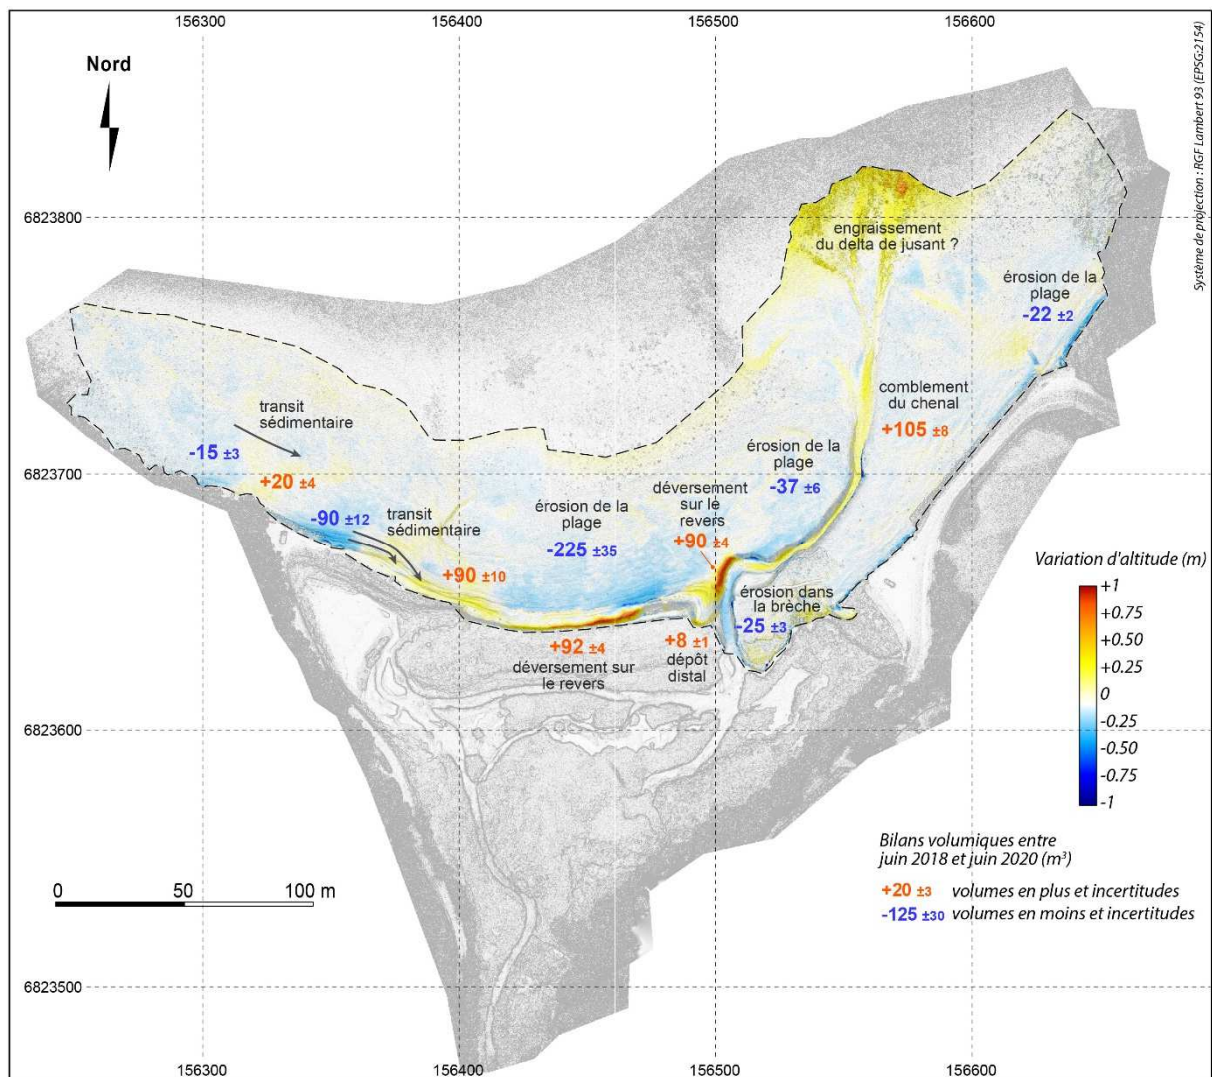 156300
156400
156500
156600
Nord
Système de projection : RGF Lambert 93 (EPSG:2154)
6823800
engraissement
du delta de jusant ?
érosion de la
plage
-22 ±2
transit
sédimentaire
comblement
du chenal
+105 ±8
-15 ±3
+20 ±4
6823700
érosion de la
plage
-37 ±6
déversement
sur le
revers
+90 ±4
-90 ±12
transit
sédimentaire
érosion de la
plage
-225 ±35
+90 ±10
érosion dans
la brèche
-25 ±3
+92 ±4
déversement sur
le revers
+8 ±1
dépôt
distal
Variation d'altitude (m)
+1
+0.75
+0.50
+0.25
0
-0.25
-0.50
-0.75
-1
6823600
Bilans volumiques entre
juin 2018 et juin 2020 (m³)
+20 ±3 volumes en plus et incertitudes
-125 ±30 volumes en moins et incertitudes
0 50 100 m
6823500
156300
156400
156500
156600